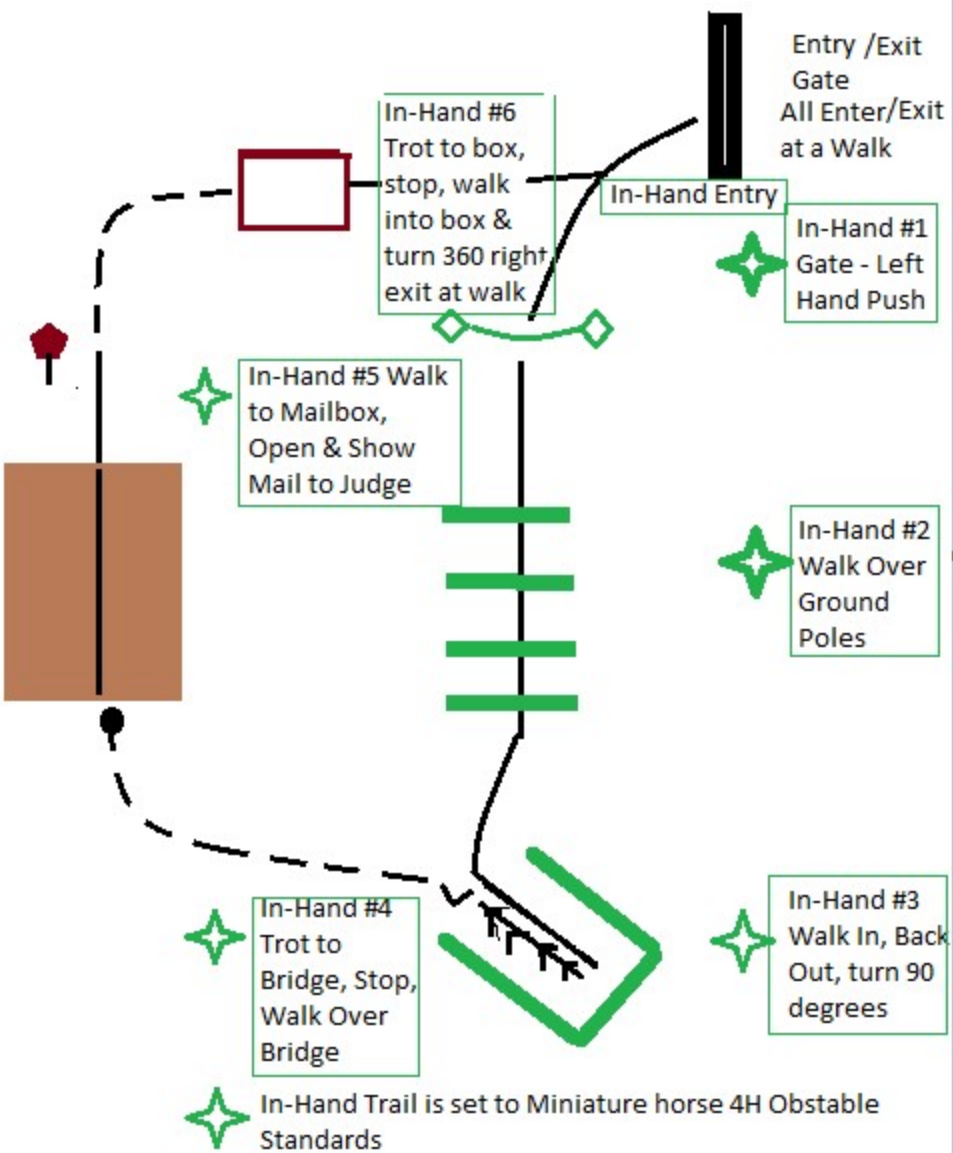 Entry /Exit
Gate
All Enter/Exit
at a Walk
In-Hand Entry
In-Hand #1
Gate - Left
Hand Push
In-Hand #6
Trot to box,
stop, walk
into box &
turn 360 right
exit at walk
In-Hand #5 Walk
to Mailbox,
Open & Show
Mail to Judge
In-Hand #2
Walk Over
Ground
Poles
In-Hand #3
Walk In, Back
Out, turn 90
degrees
In-Hand #4
Trot to
Bridge, Stop,
Walk Over
Bridge
In-Hand Trail is set to Miniature horse 4H Obstable
Standards